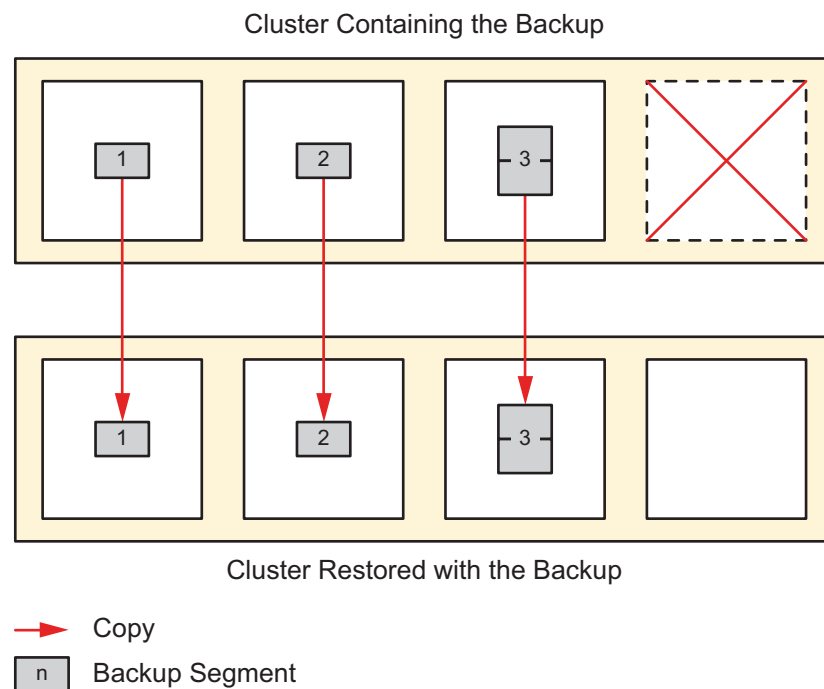 Cluster Containing the Backup
1 2 3
1 2 3
Cluster Restored with the Backup
Copy
n Backup Segment